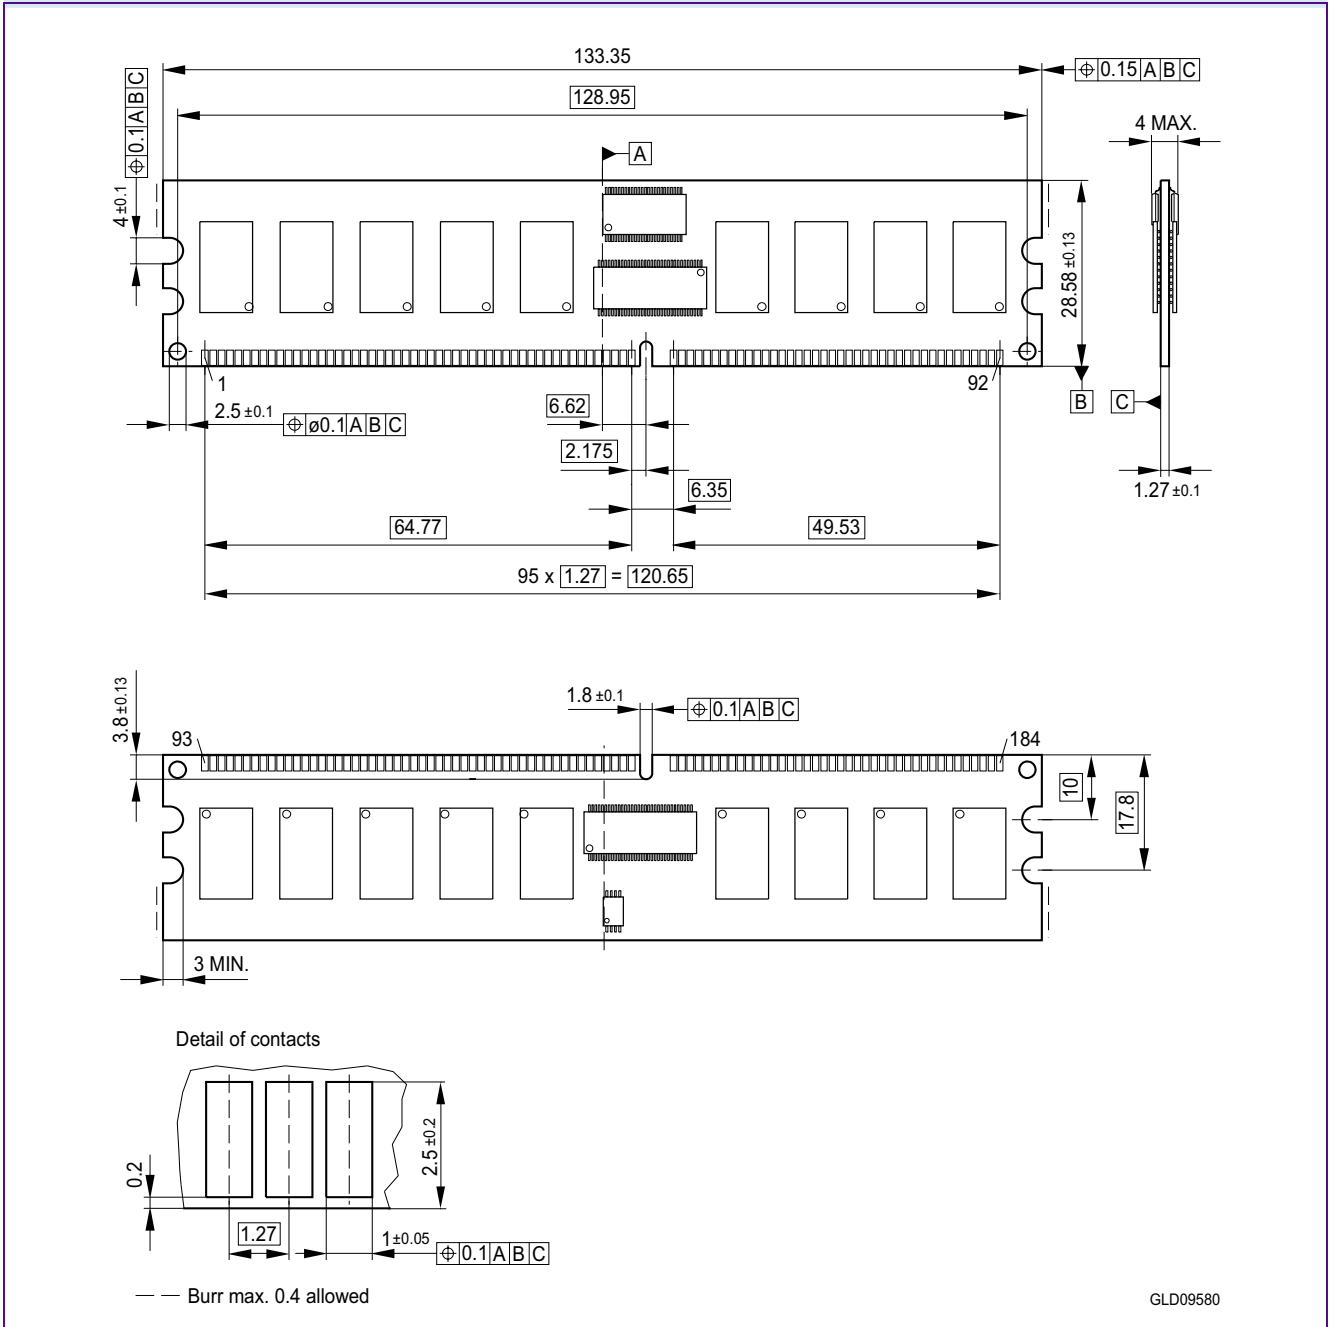 133.35
⌖ 0.15 A B C
128.95
⌖ 0.1 A B C
4 MAX.
A
4 ±0.1
28.58 ±0.13
1
92
2.5 ±0.1
⌖ ø0.1 A B C
6.62
B
C
2.175
6.35
1.27 ±0.1
64.77
49.53
95 x 1.27 = 120.65
3.8 ±0.13
1.8 ±0.1
⌖ 0.1 A B C
93
184
10
17.8
3 MIN.
Detail of contacts
0.2
2.5 ±0.2
1.27
1 ±0.05
⌖ 0.1 A B C
Burr max. 0.4 allowed
GLD09580